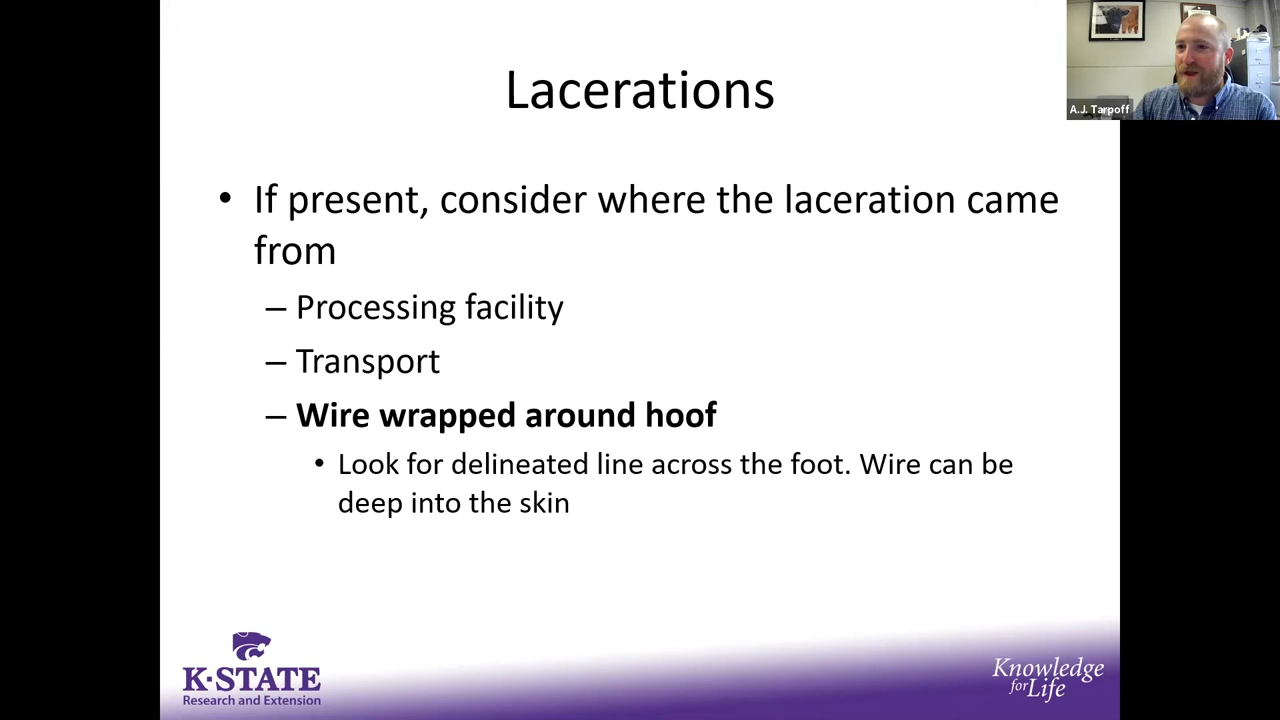 Lacerations
A.J. Tarpoff
• If present, consider where the laceration came
from
– Processing facility
– Transport
– Wire wrapped around hoof
• Look for delineated line across the foot. Wire can be
deep into the skin
K-STATE
Research and Extension
Knowledge
for Life